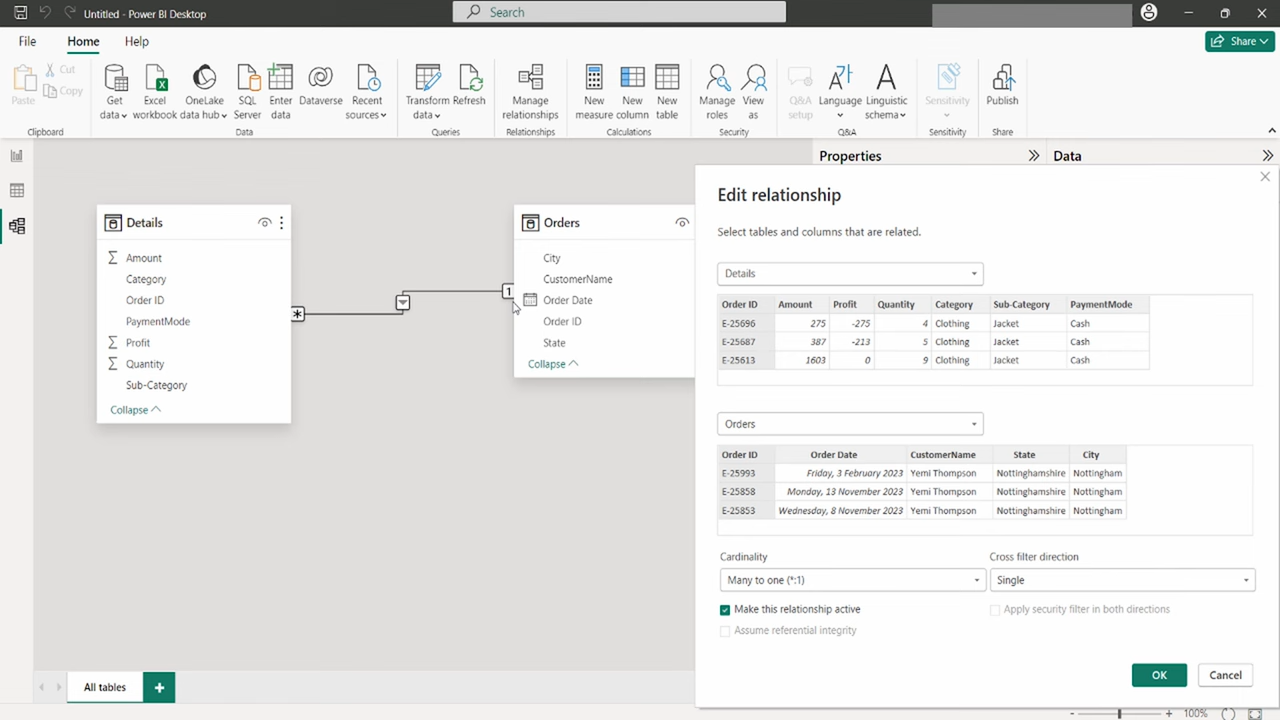 Untitled - Power BI Desktop
Search
File Home Help
Share
Paste Cut Copy
Get data Excel workbook OneLake data hub SQL Server Enter data Dataverse Recent sources
Transform data Refresh
Manage relationships
New measure New column New table
Manage roles View as
Q&A setup Language Linguistic schema
Sensitivity
Publish
Clipboard Data Queries Relationships Calculations Security Q&A Sensitivity Share
Properties
Data
Details
Σ Amount
Category
Order ID
PaymentMode
Σ Profit
Σ Quantity
Sub-Category
Collapse
*
1
Orders
City
CustomerName
Order Date
Order ID
State
Collapse
Edit relationship
Select tables and columns that are related.
Details
Order ID Amount Profit Quantity Category Sub-Category PaymentMode
E-25696 275 -275 4 Clothing Jacket Cash
E-25687 387 -213 5 Clothing Jacket Cash
E-25613 1603 0 9 Clothing Jacket Cash
Orders
Order ID Order Date CustomerName State City
E-25993 Friday, 3 February 2023 Yemi Thompson Nottinghamshire Nottingham
E-25858 Monday, 13 November 2023 Yemi Thompson Nottinghamshire Nottingham
E-25853 Wednesday, 8 November 2023 Yemi Thompson Nottinghamshire Nottingham
Cardinality
Many to one (*:1)
Cross filter direction
Single
Make this relationship active
Apply security filter in both directions
Assume referential integrity
OK Cancel
All tables +
- + 100%